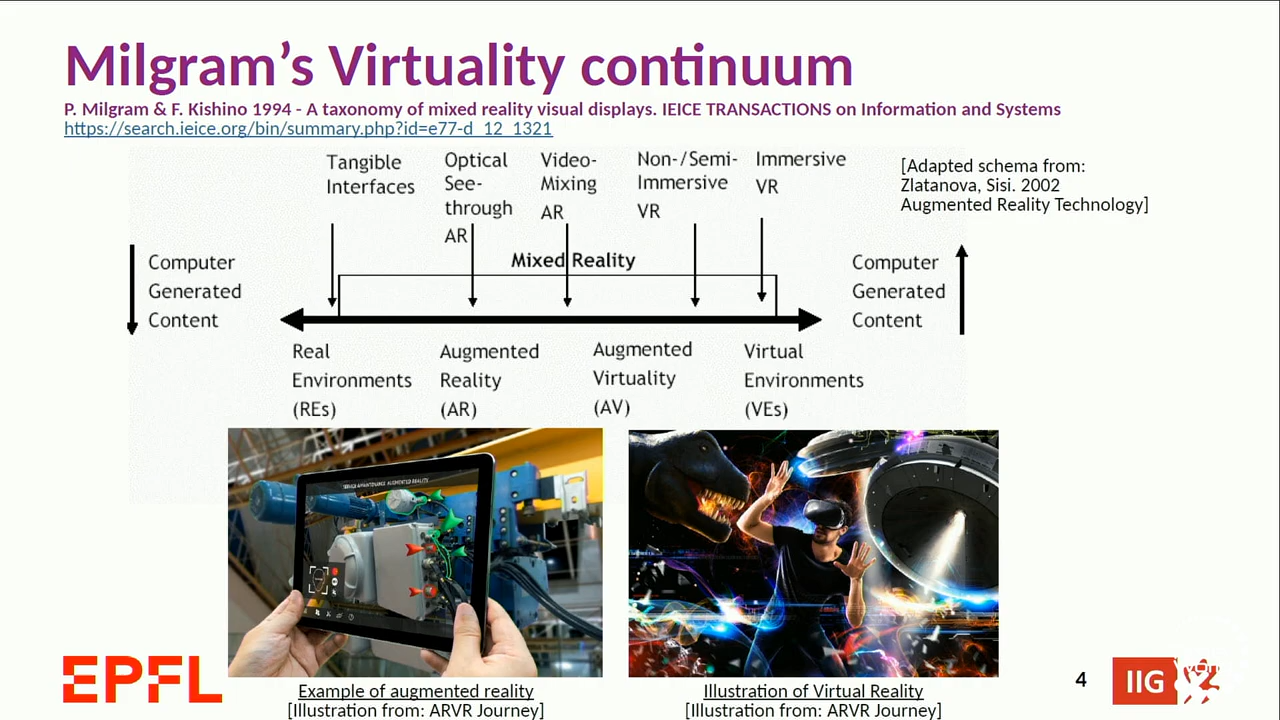 Milgram’s Virtuality continuum
P. Milgram & F. Kishino 1994 - A taxonomy of mixed reality visual displays. IEICE TRANSACTIONS on Information and Systems
https://search.ieice.org/bin/summary.php?id=e77-d_12_1321
Tangible
Interfaces
Optical
See-
through
AR
Video-
Mixing
AR
Non-/Semi-
Immersive
VR
Immersive
VR
[Adapted schema from:
Zlatanova, Sisi. 2002
Augmented Reality Technology]
Mixed Reality
Computer
Generated
Content
Computer
Generated
Content
Real
Environments
(REs)
Augmented
Reality
(AR)
Augmented
Virtuality
(AV)
Virtual
Environments
(VEs)
EPFL
Example of augmented reality
[Illustration from: ARVR Journey]
Illustration of Virtual Reality
[Illustration from: ARVR Journey]
4
IIG